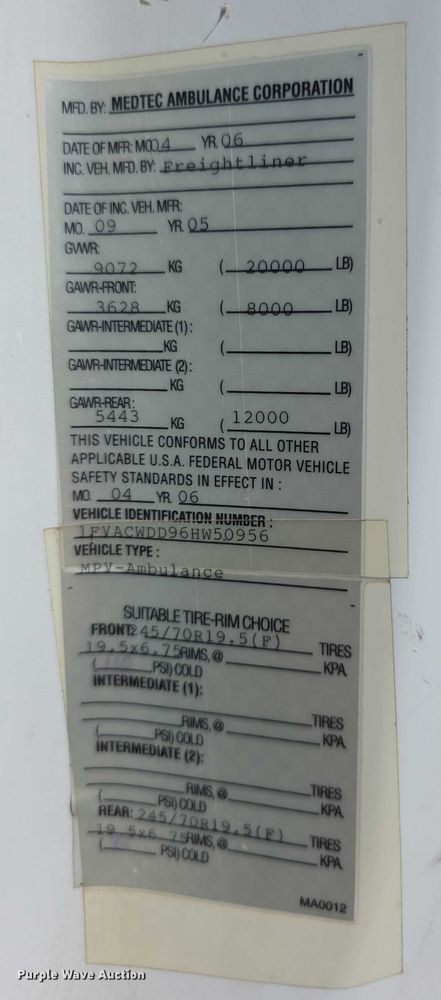 MFD. BY: MEDTEC AMBULANCE CORPORATION
DATE OF MFR: MO. 04 YR. 06
INC. VEH. MFD. BY: Freightliner
DATE OF INC. VEH. MFR:
MO. 09 YR. 05
GVWR:
9072 KG ( 20000 LB)
GAWR-FRONT:
3628 KG ( 8000 LB)
GAWR-INTERMEDIATE (1):
KG ( LB)
GAWR-INTERMEDIATE (2):
KG ( LB)
GAWR-REAR:
5443 KG ( 12000 LB)
THIS VEHICLE CONFORMS TO ALL OTHER
APPLICABLE U.S.A. FEDERAL MOTOR VEHICLE
SAFETY STANDARDS IN EFFECT IN :
MO. 04 YR. 06
VEHICLE IDENTIFICATION NUMBER :
1FVACWDD96HW50956
VEHICLE TYPE :
MPV-Ambulance
SUITABLE TIRE-RIM CHOICE
FRONT: 245/70R19.5(F) TIRES
19.5x6.75 RIMS, @ KPA
( PSI) COLD
INTERMEDIATE (1):
TIRES
RIMS, @ KPA
( PSI) COLD
INTERMEDIATE (2):
TIRES
RIMS, @ KPA
( PSI) COLD
REAR: 245/70R19.5(F) TIRES
19.5x6.75 RIMS, @ KPA
( PSI) COLD
MA0012
Purple Wave Auction